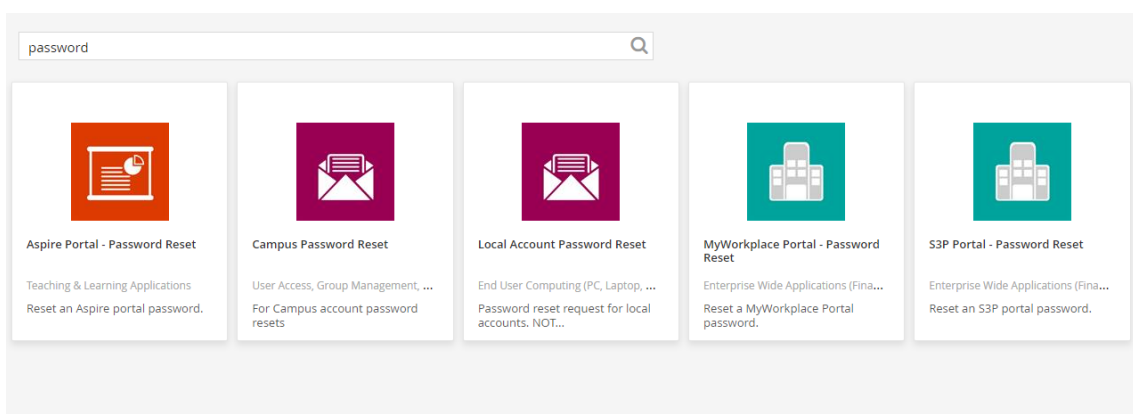 password
Aspire Portal - Password Reset
Teaching & Learning Applications
Reset an Aspire portal password.
Campus Password Reset
User Access, Group Management, ...
For Campus account password
resets
Local Account Password Reset
End User Computing (PC, Laptop, ...
Password reset request for local
accounts. NOT...
MyWorkplace Portal - Password
Reset
Enterprise Wide Applications (Fina...
Reset a MyWorkplace Portal
password.
S3P Portal - Password Reset
Enterprise Wide Applications (Fina...
Reset an S3P portal password.